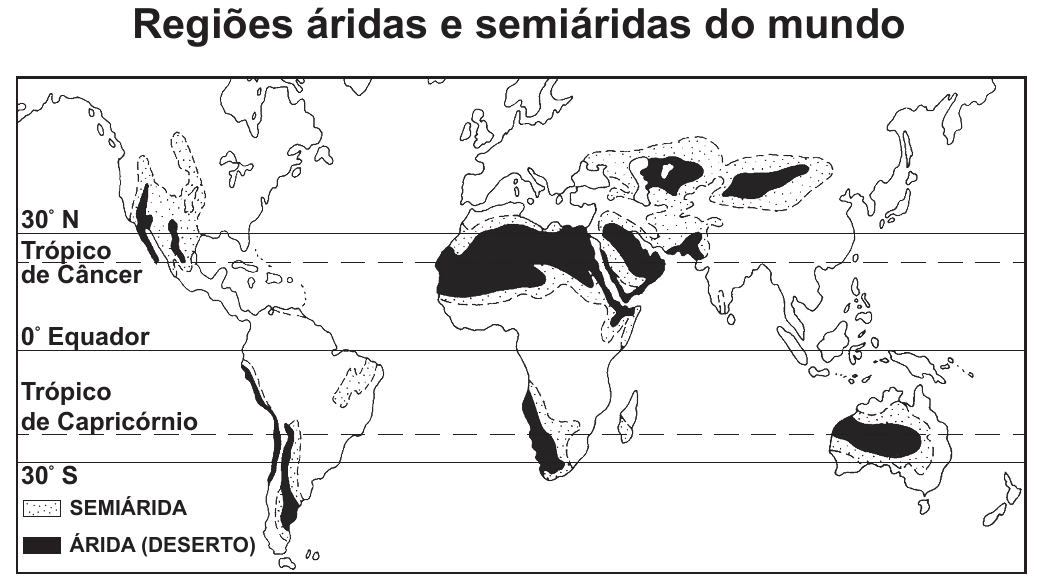 Regiões áridas e semiáridas do mundo
30° N
Trópico
de Câncer
0° Equador
Trópico
de Capricórnio
30° S
SEMIÁRIDA
ÁRIDA (DESERTO)